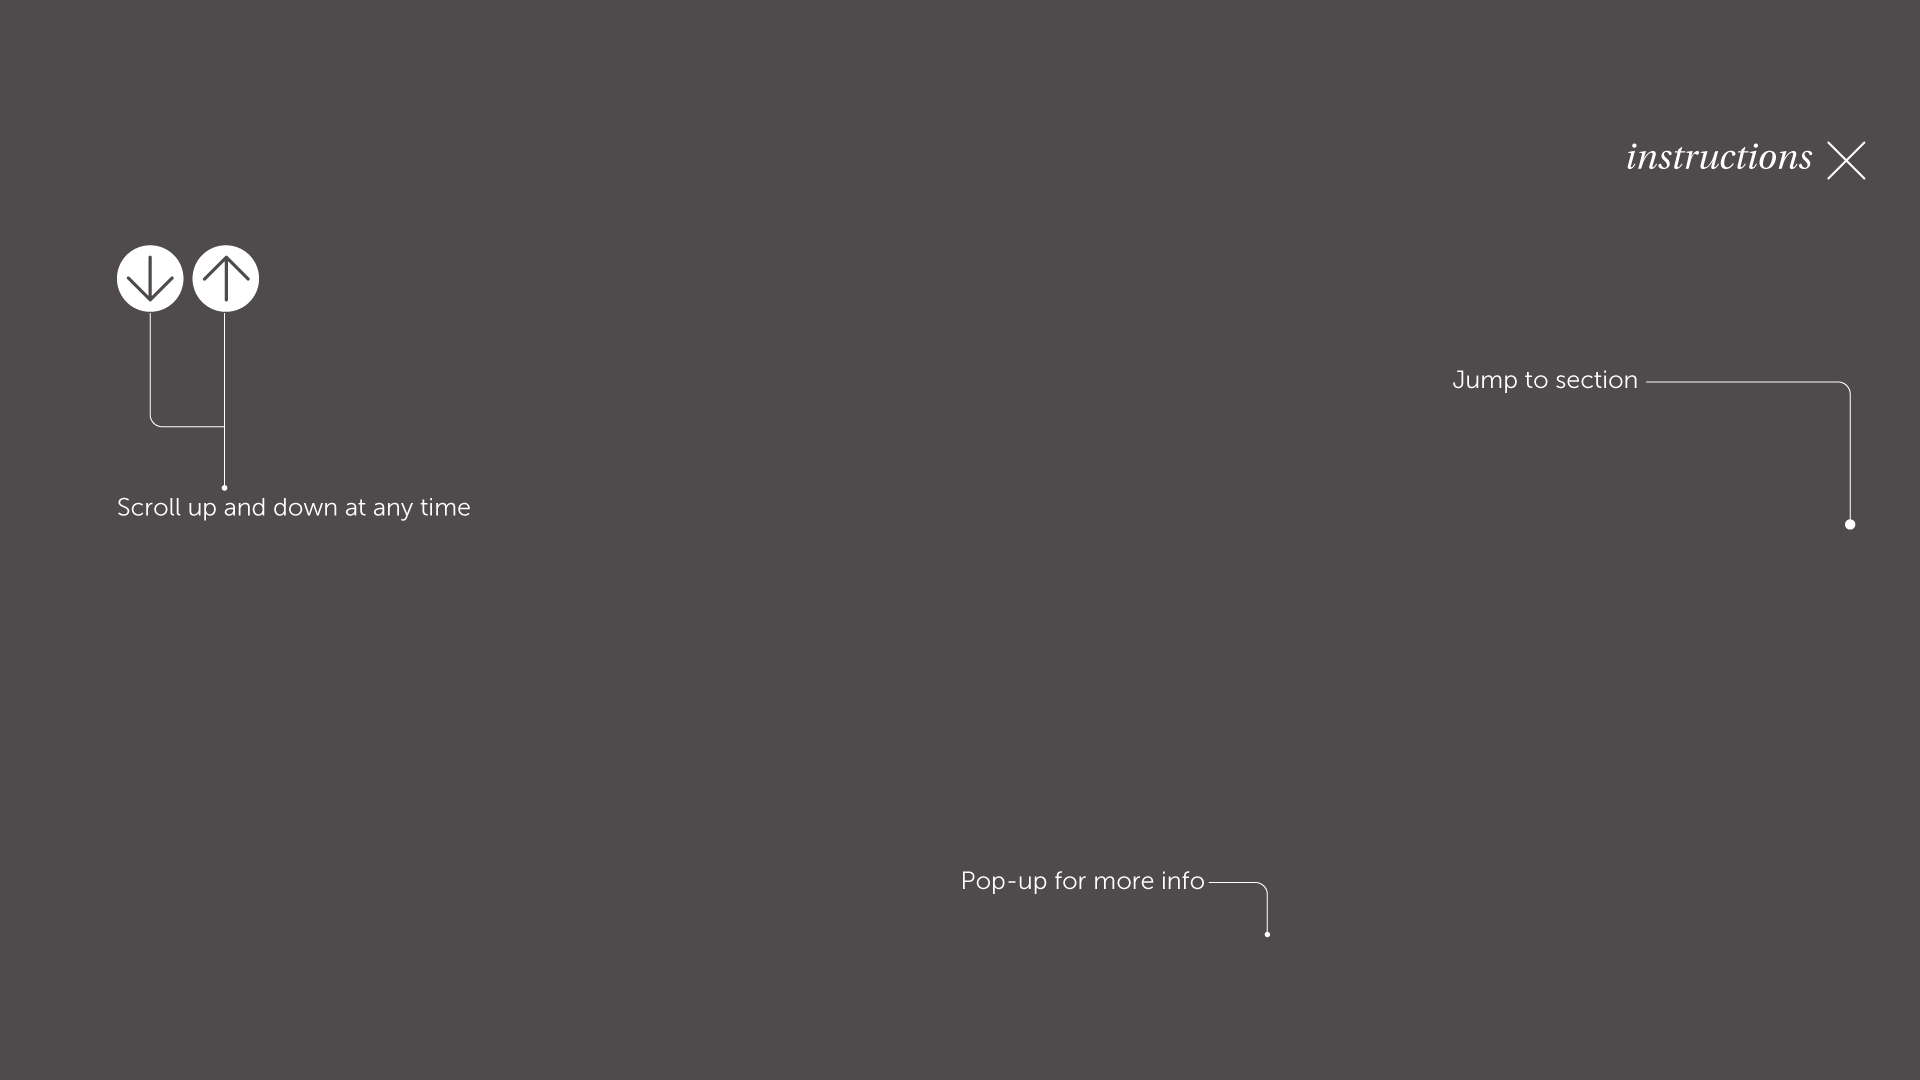 instructions
Jump to section
Scroll up and down at any time
Pop-up for more info